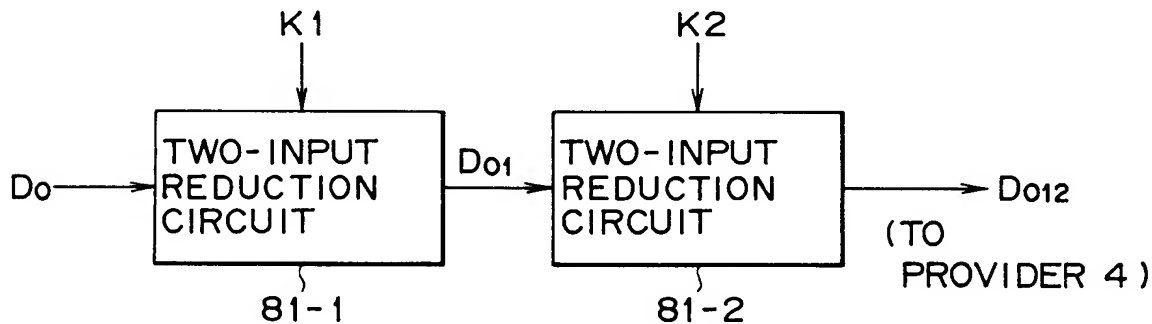 K1
K2
TWO-INPUT
REDUCTION
CIRCUIT
TWO-INPUT
REDUCTION
CIRCUIT
Do
Do1
Do12
(TO
PROVIDER 4)
81-1
81-2